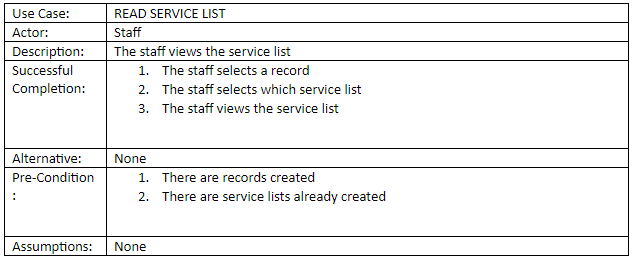 Use Case: READ SERVICE LIST
Actor: Staff
Description: The staff views the service list
Successful 1. The staff selects a record
Completion: 2. The staff selects which service list
3. The staff views the service list
Alternative: None
Pre-Condition 1. There are records created
: 2. There are service lists already created
Assumptions: None